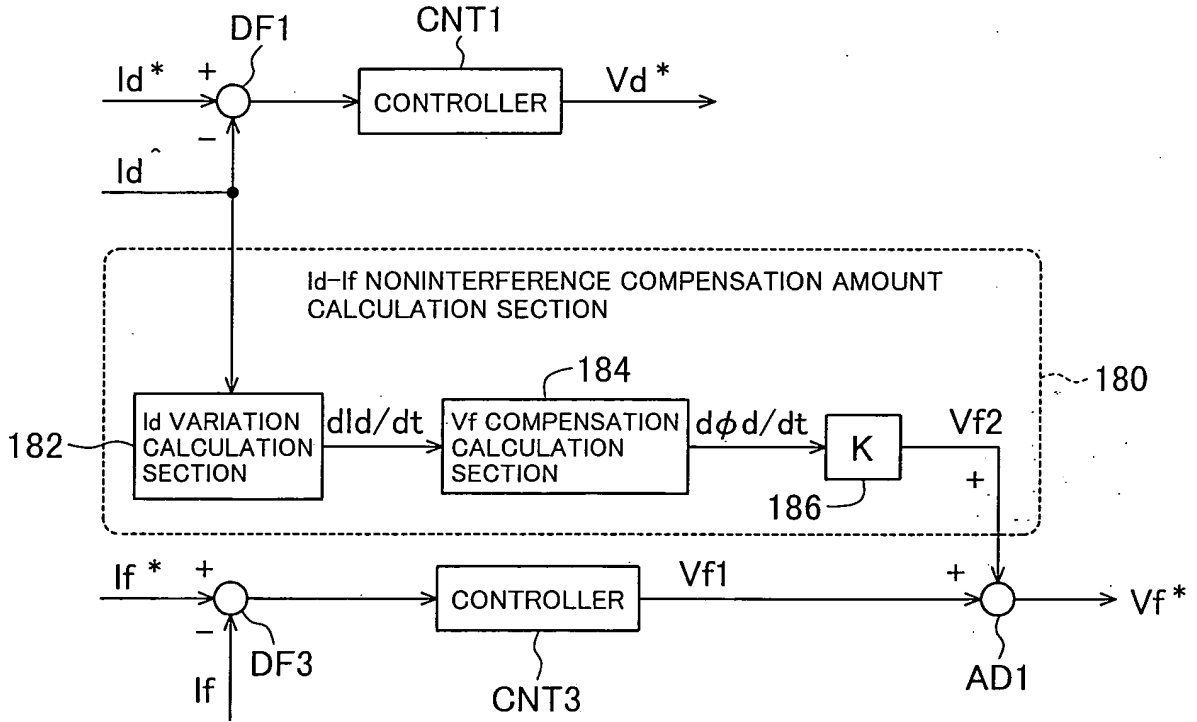 DF1
CNT1
Id*
+
CONTROLLER
Vd*
−
Id^
Id-If NONINTERFERENCE COMPENSATION AMOUNT
CALCULATION SECTION
180
182
Id VARIATION
CALCULATION
SECTION
dId/dt
184
Vf COMPENSATION
CALCULATION
SECTION
dϕd/dt
K
186
Vf2
+
If*
+
−
If
DF3
CONTROLLER
CNT3
Vf1
+
AD1
Vf*